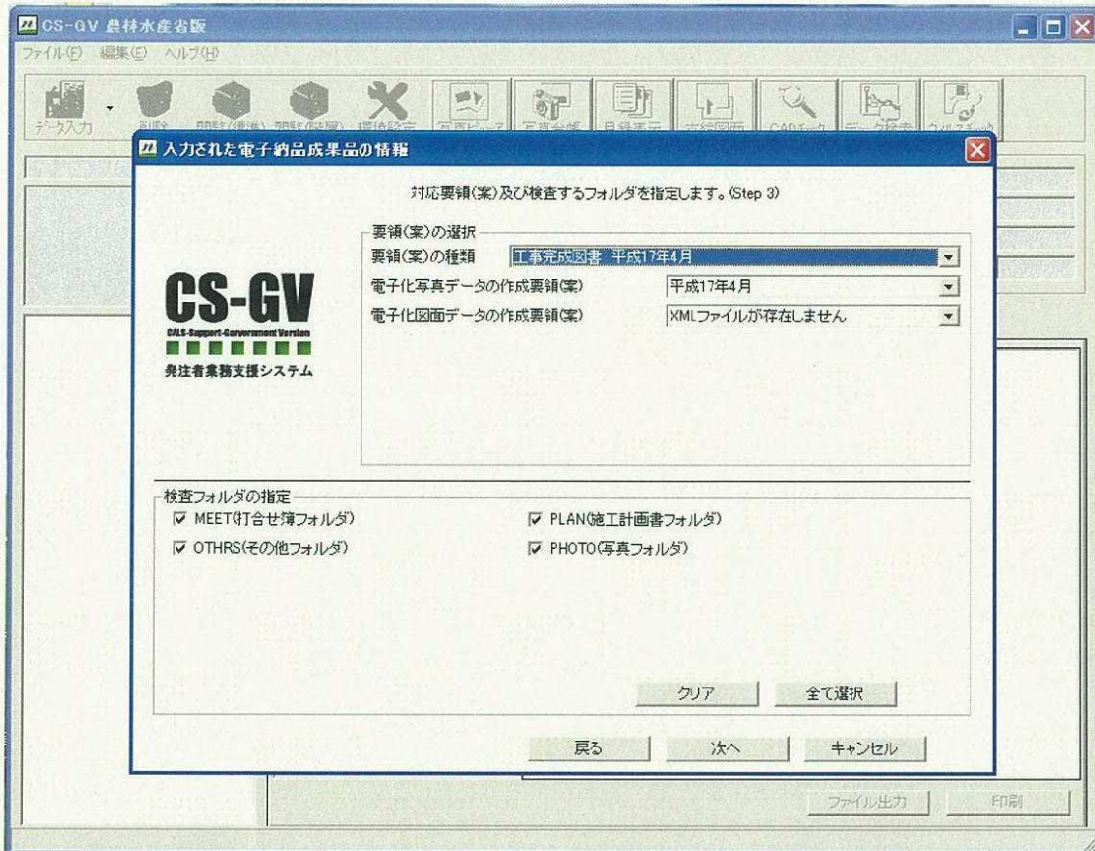 CS-GV 農林水産省版
ファイル(F) 編集(E) ヘルプ(H)
データ入力
入力された電子納品成果品の情報
対応要領(案)及び検査するフォルダを指定します。(Step 3)
要領(案)の選択
要領(案)の種類 工事完成図書 平成17年4月
電子化写真データの作成要領(案) 平成17年4月
電子化図面データの作成要領(案) XMLファイルが存在しません
CS-GV
CALS-Support-Gorvernment Version
発注者業務支援システム
検査フォルダの指定
MEET(打合せ簿フォルダ) PLAN(施工計画書フォルダ)
OTHRS(その他フォルダ) PHOTO(写真フォルダ)
クリア 全て選択
戻る 次へ キャンセル
ファイル出力 印刷